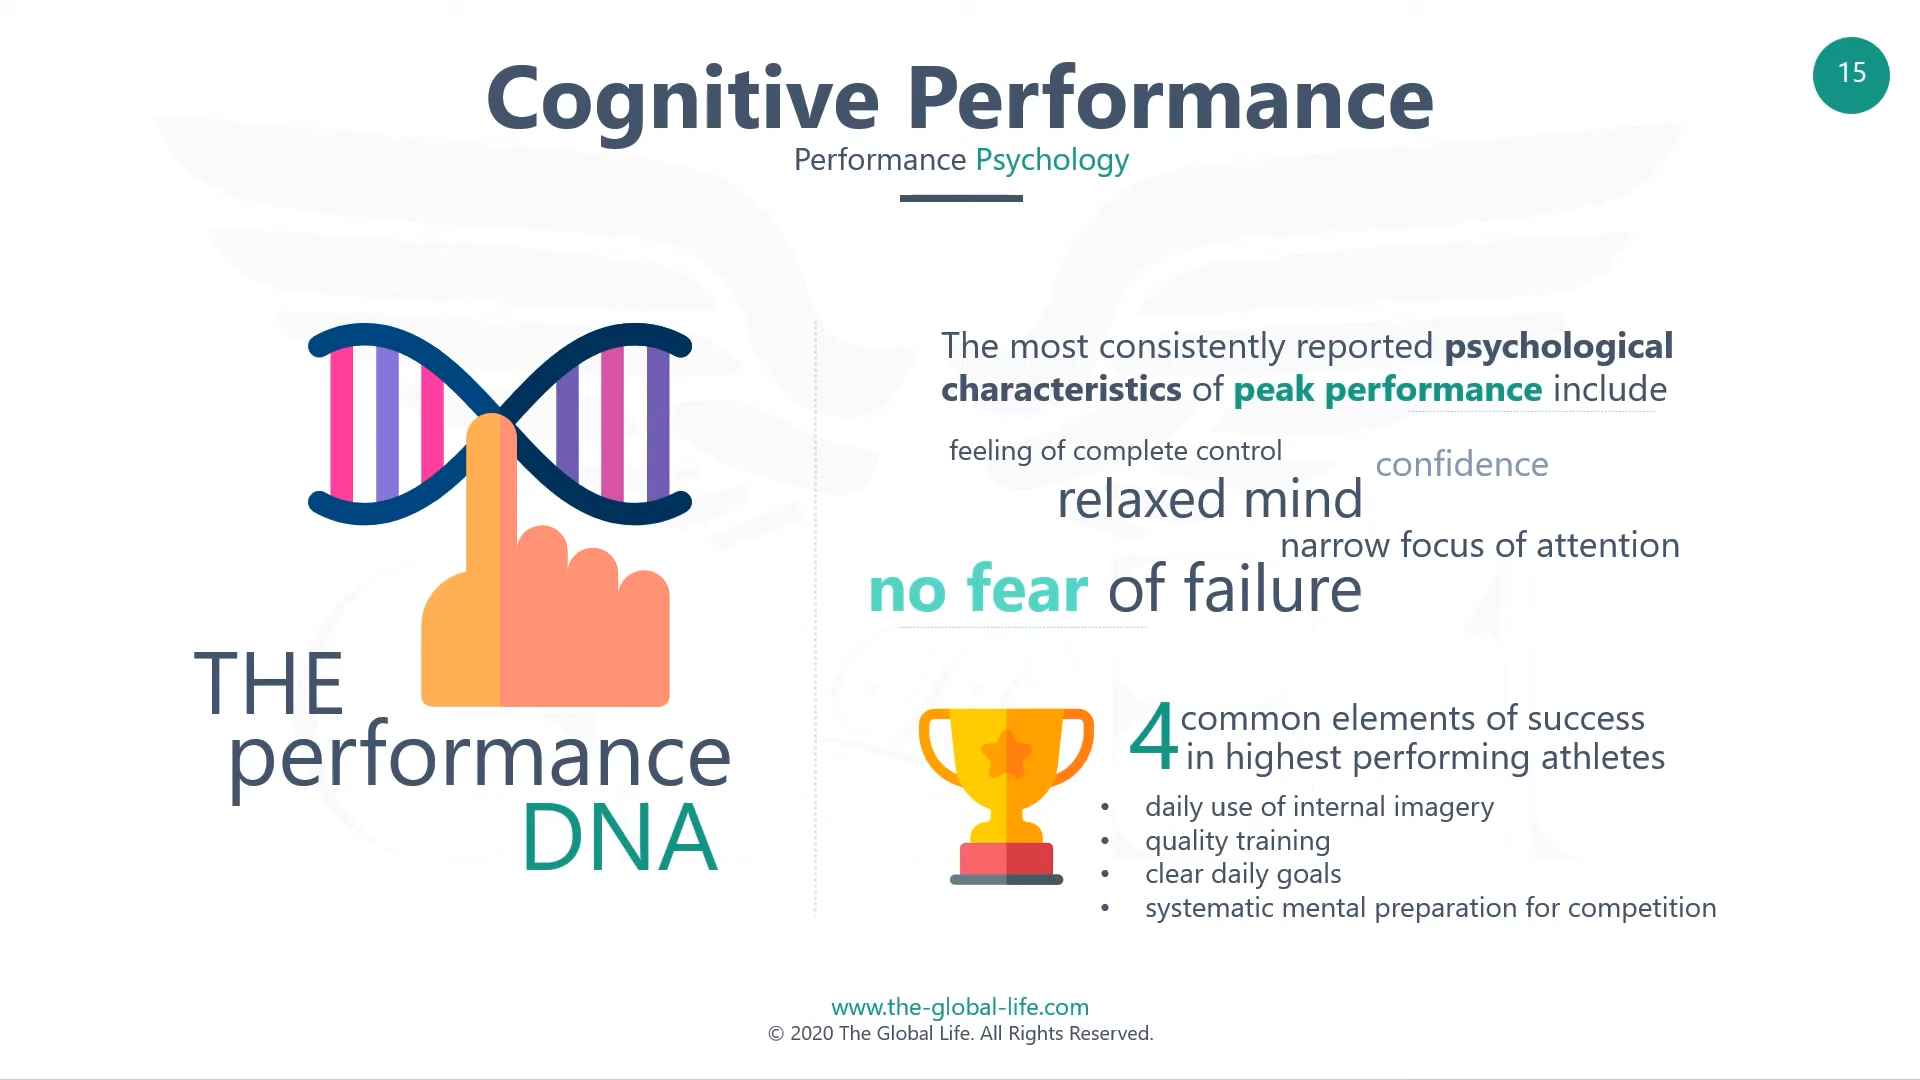 Cognitive Performance
15
Performance Psychology
THE
performance
DNA
The most consistently reported psychological
characteristics of peak performance include
feeling of complete control
confidence
relaxed mind
narrow focus of attention
no fear of failure
4 common elements of success
in highest performing athletes
• daily use of internal imagery
• quality training
• clear daily goals
• systematic mental preparation for competition
www.the-global-life.com
© 2020 The Global Life. All Rights Reserved.